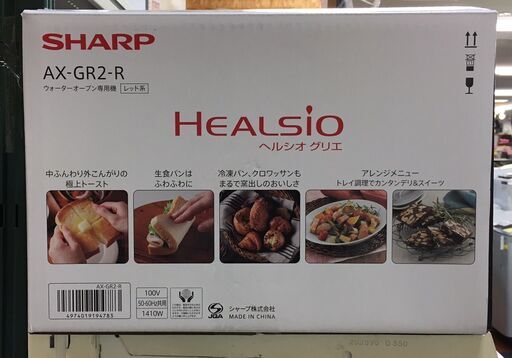 SHARP
AX-GR2-R
ウォーターオーブン専用機 レッド系
HEALSIO
ヘルシオ グリエ
中ふんわり外こんがりの
極上トースト
生食パンは
ふわふわに
冷凍パン、クロワッサンも
まるで窯出しのおいしさ
アレンジメニュー
トレイ調理でカンタンデリ&スイーツ
AX-GR2-R
4974019194783
100V
50-60Hz共用
1410W
JQA
シャープ株式会社
MADE IN CHINA